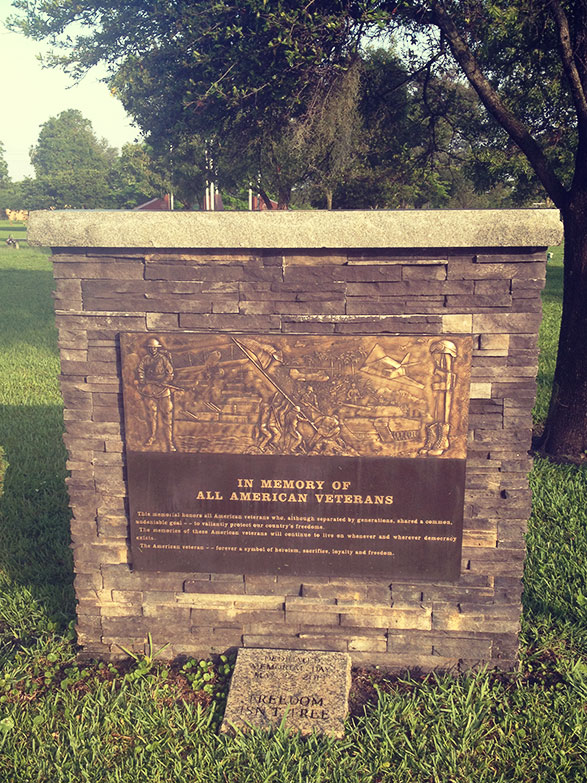 IN MEMORY OF
ALL AMERICAN VETERANS
This memorial honors all American veterans who, although separated by generations, shared a common,
undeniable goal -- to valiantly protect our country's freedoms.
The memories of these American veterans will continue to live on whenever and wherever democracy
exists.
The American veteran -- forever a symbol of heroism, sacrifice, loyalty and freedom.
MEMORIAL DAY
FREEDOM
ISN'T FREE